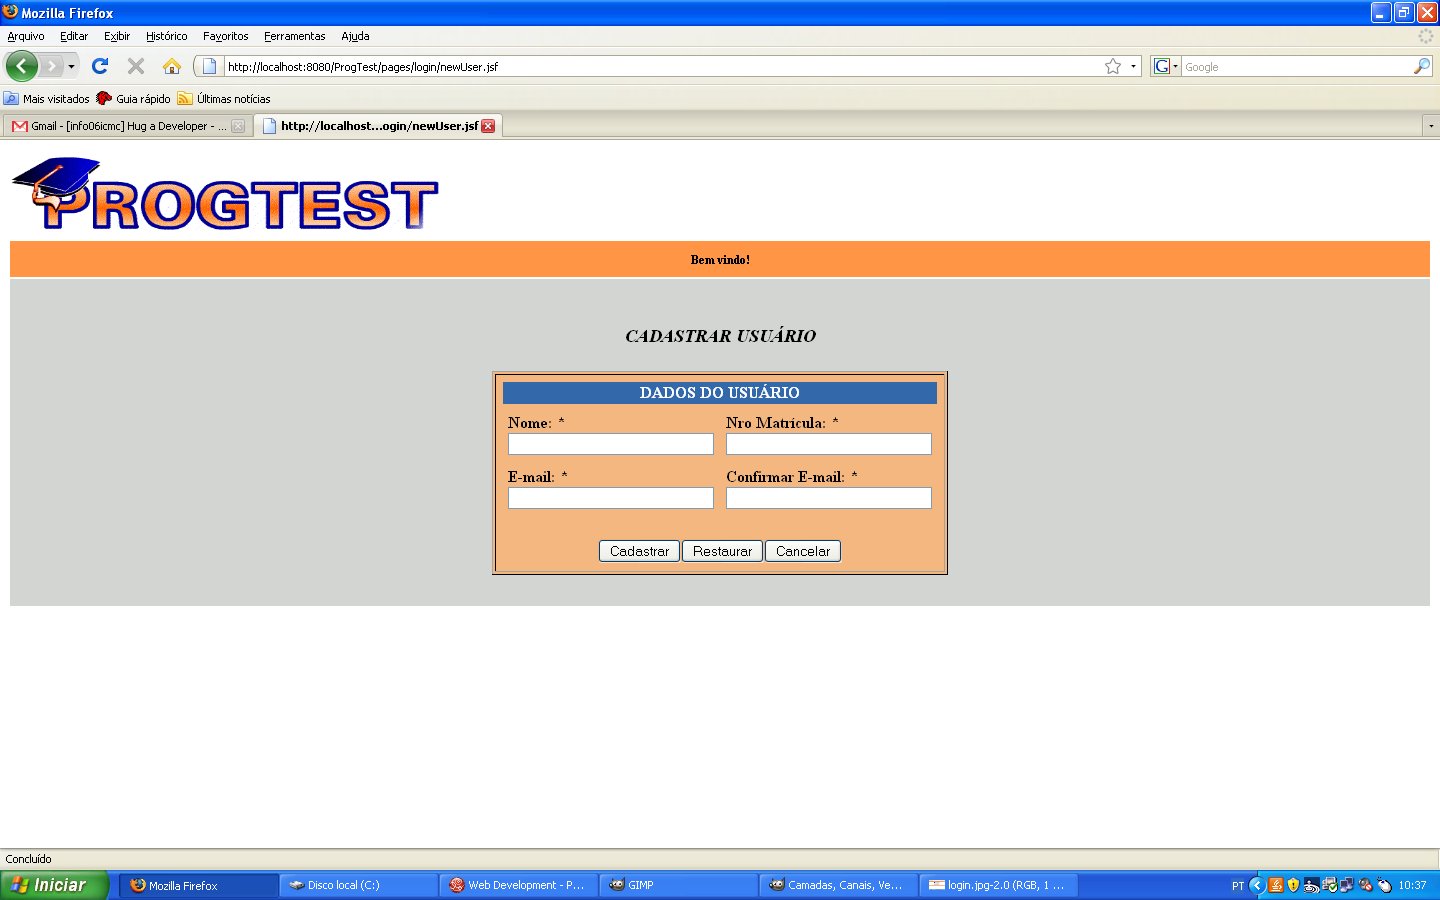 Mozilla Firefox
Arquivo Editar Exibir Histórico Favoritos Ferramentas Ajuda
http://localhost:8080/ProgTest/pages/login/newUser.jsf
G Google
Mais visitados Guia rápido Últimas notícias
Gmail - [info06icmc] Hug a Developer - ... http://localhost...ogin/newUser.jsf
PROGTEST
Bem vindo!
CADASTRAR USUÁRIO
DADOS DO USUÁRIO
Nome: * Nro Matrícula: *
E-mail: * Confirmar E-mail: *
Cadastrar Restaurar Cancelar
Concluído
Iniciar Mozilla Firefox Disco local (C:) Web Development - P... GIMP Camadas, Canais, Ve... login.jpg-2.0 (RGB, 1 ... PT 10:37